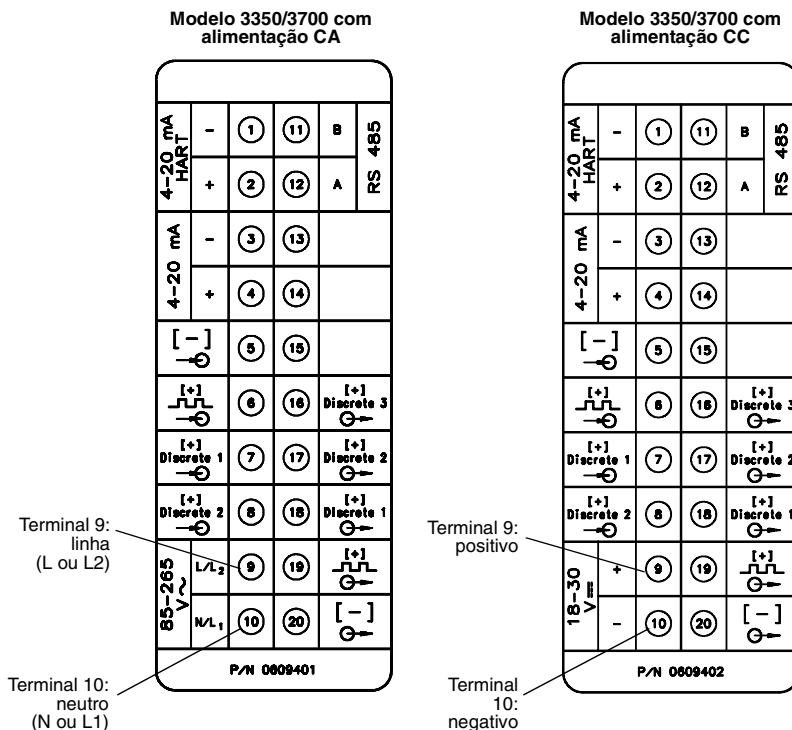 Modelo 3350/3700 com
alimentação CA
4-20 mA
HART
- 1 11 B
RS 485
+ 2 12 A
4-20 mA
- 3 13
+ 4 14
[-] 5 15
[+] 6 16 [+]
Discrete 3
[+]
Discrete 1 7 17 [+]
Discrete 2
[+]
Discrete 2 8 18 [+]
Discrete 1
85-265
V~
L/L2 9 19 [+]
N/L1 10 20 [-]
P/N 0609401
Terminal 9:
linha
(L ou L2)
Terminal 10:
neutro
(N ou L1)
Modelo 3350/3700 com
alimentação CC
4-20 mA
HART
- 1 11 B
RS 485
+ 2 12 A
4-20 mA
- 3 13
+ 4 14
[-] 5 15
[+] 6 16 [+]
Discrete 3
[+]
Discrete 1 7 17 [+]
Discrete 2
[+]
Discrete 2 8 18 [+]
Discrete 1
18-30
V
+ 9 19 [+]
- 10 20 [-]
P/N 0609402
Terminal 9:
positivo
Terminal
10:
negativo